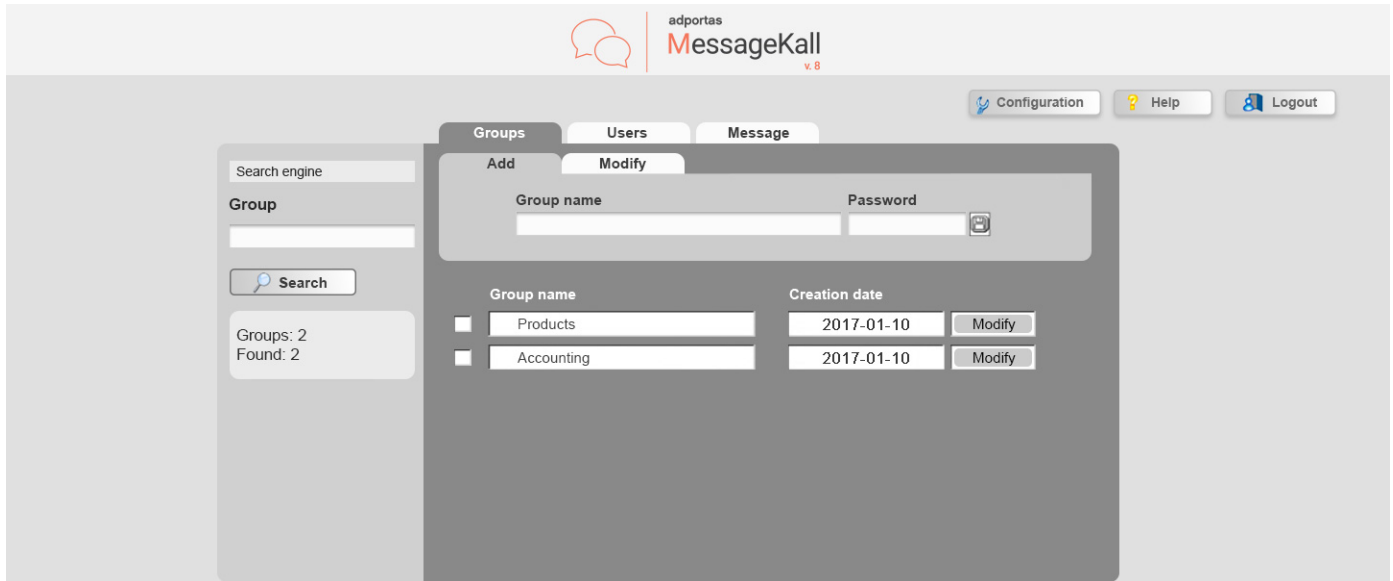 adportas
MessageKall
v. 8
Configuration
Help
Logout
Groups Users Message
Search engine
Group
Search
Groups: 2
Found: 2
Add Modify
Group name Password
Group name Creation date
Products 2017-01-10 Modify
Accounting 2017-01-10 Modify